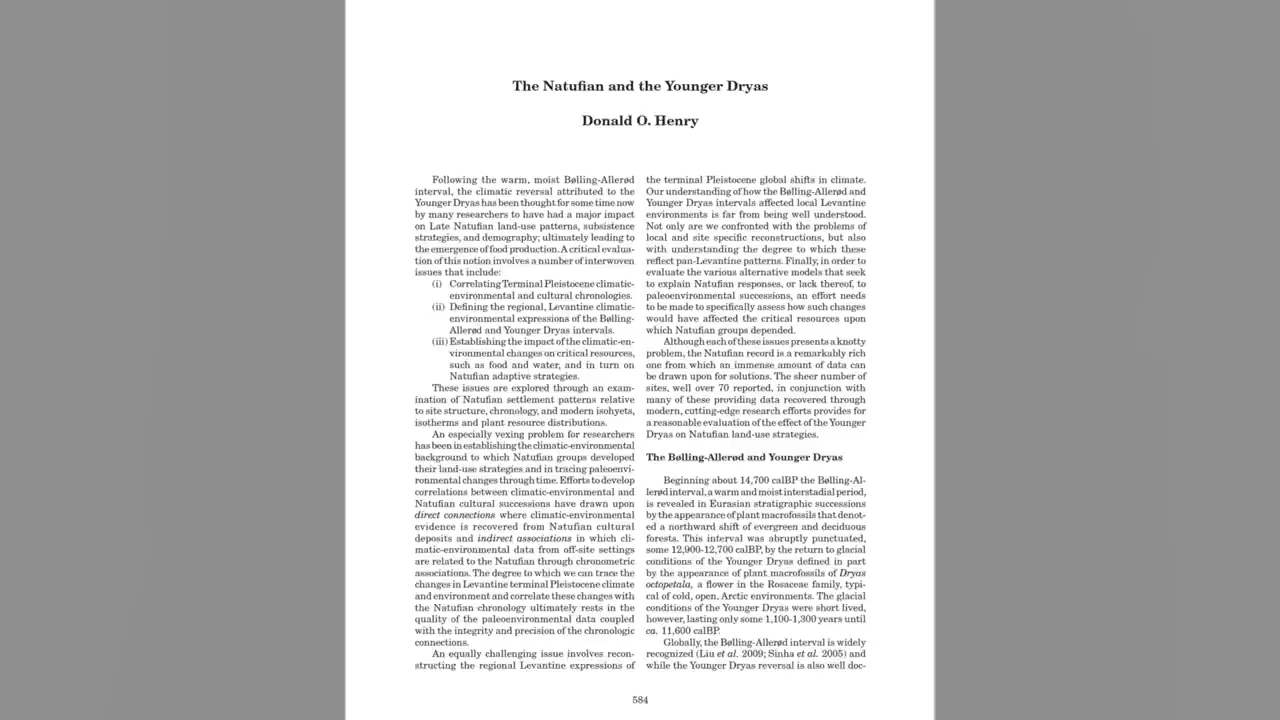 The Natufian and the Younger Dryas
Donald O. Henry
Following the warm, moist Bølling-Allerød
interval, the climatic reversal attributed to the
Younger Dryas has been thought for some time now
by many researchers to have had a major impact
on Late Natufian land-use patterns, subsistence
strategies, and demography; ultimately leading to
the emergence of food production. A critical evalua-
tion of this notion involves a number of interwoven
issues that include:
(i) Correlating Terminal Pleistocene climatic-
environmental and cultural chronologies.
(ii) Defining the regional, Levantine climatic-
environmental expressions of the Bølling-
Allerød and Younger Dryas intervals.
(iii) Establishing the impact of the climatic-en-
vironmental changes on critical resources,
such as food and water, and in turn on
Natufian adaptive strategies.
These issues are explored through an exam-
ination of Natufian settlement patterns relative
to site structure, chronology, and modern isohyets,
isotherms and plant resource distributions.
An especially vexing problem for researchers
has been in establishing the climatic-environmental
background to which Natufian groups developed
their land-use strategies and in tracing paleoenvi-
ronmental changes through time. Efforts to develop
correlations between climatic-environmental and
Natufian cultural successions have drawn upon
direct connections where climatic-environmental
evidence is recovered from Natufian cultural
deposits and indirect associations in which cli-
matic-environmental data from off-site settings
are related to the Natufian through chronometric
associations. The degree to which we can trace the
changes in Levantine terminal Pleistocene climate
and environment and correlate these changes with
the Natufian chronology ultimately rests in the
quality of the paleoenvironmental data coupled
with the integrity and precision of the chronologic
connections.
An equally challenging issue involves recon-
structing the regional Levantine expressions of
the terminal Pleistocene global shifts in climate.
Our understanding of how the Bølling-Allerød and
Younger Dryas intervals affected local Levantine
environments is far from being well understood.
Not only are we confronted with the problems of
local and site specific reconstructions, but also
with understanding the degree to which these
reflect pan-Levantine patterns. Finally, in order to
evaluate the various alternative models that seek
to explain Natufian responses, or lack thereof, to
paleoenvironmental successions, an effort needs
to be made to specifically assess how such changes
would have affected the critical resources upon
which Natufian groups depended.
Although each of these issues presents a knotty
problem, the Natufian record is a remarkably rich
one from which an immense amount of data can
be drawn upon for solutions. The sheer number of
sites, well over 70 reported, in conjunction with
many of these providing data recovered through
modern, cutting-edge research efforts provides for
a reasonable evaluation of the effect of the Younger
Dryas on Natufian land-use strategies.
The Bølling-Allerød and Younger Dryas
Beginning about 14,700 calBP the Bølling-Al-
lerød interval, a warm and moist interstadial period,
is revealed in Eurasian stratigraphic successions
by the appearance of plant macrofossils that denot-
ed a northward shift of evergreen and deciduous
forests. This interval was abruptly punctuated,
some 12,900-12,700 calBP, by the return to glacial
conditions of the Younger Dryas defined in part
by the appearance of plant macrofossils of Dryas
octopetala, a flower in the Rosaceae family, typi-
cal of cold, open, Arctic environments. The glacial
conditions of the Younger Dryas were short lived,
however, lasting only some 1,100-1,300 years until
ca. 11,600 calBP.
Globally, the Bølling-Allerød interval is widely
recognized (Liu et al. 2009; Sinha et al. 2005) and
while the Younger Dryas reversal is also well doc-
584